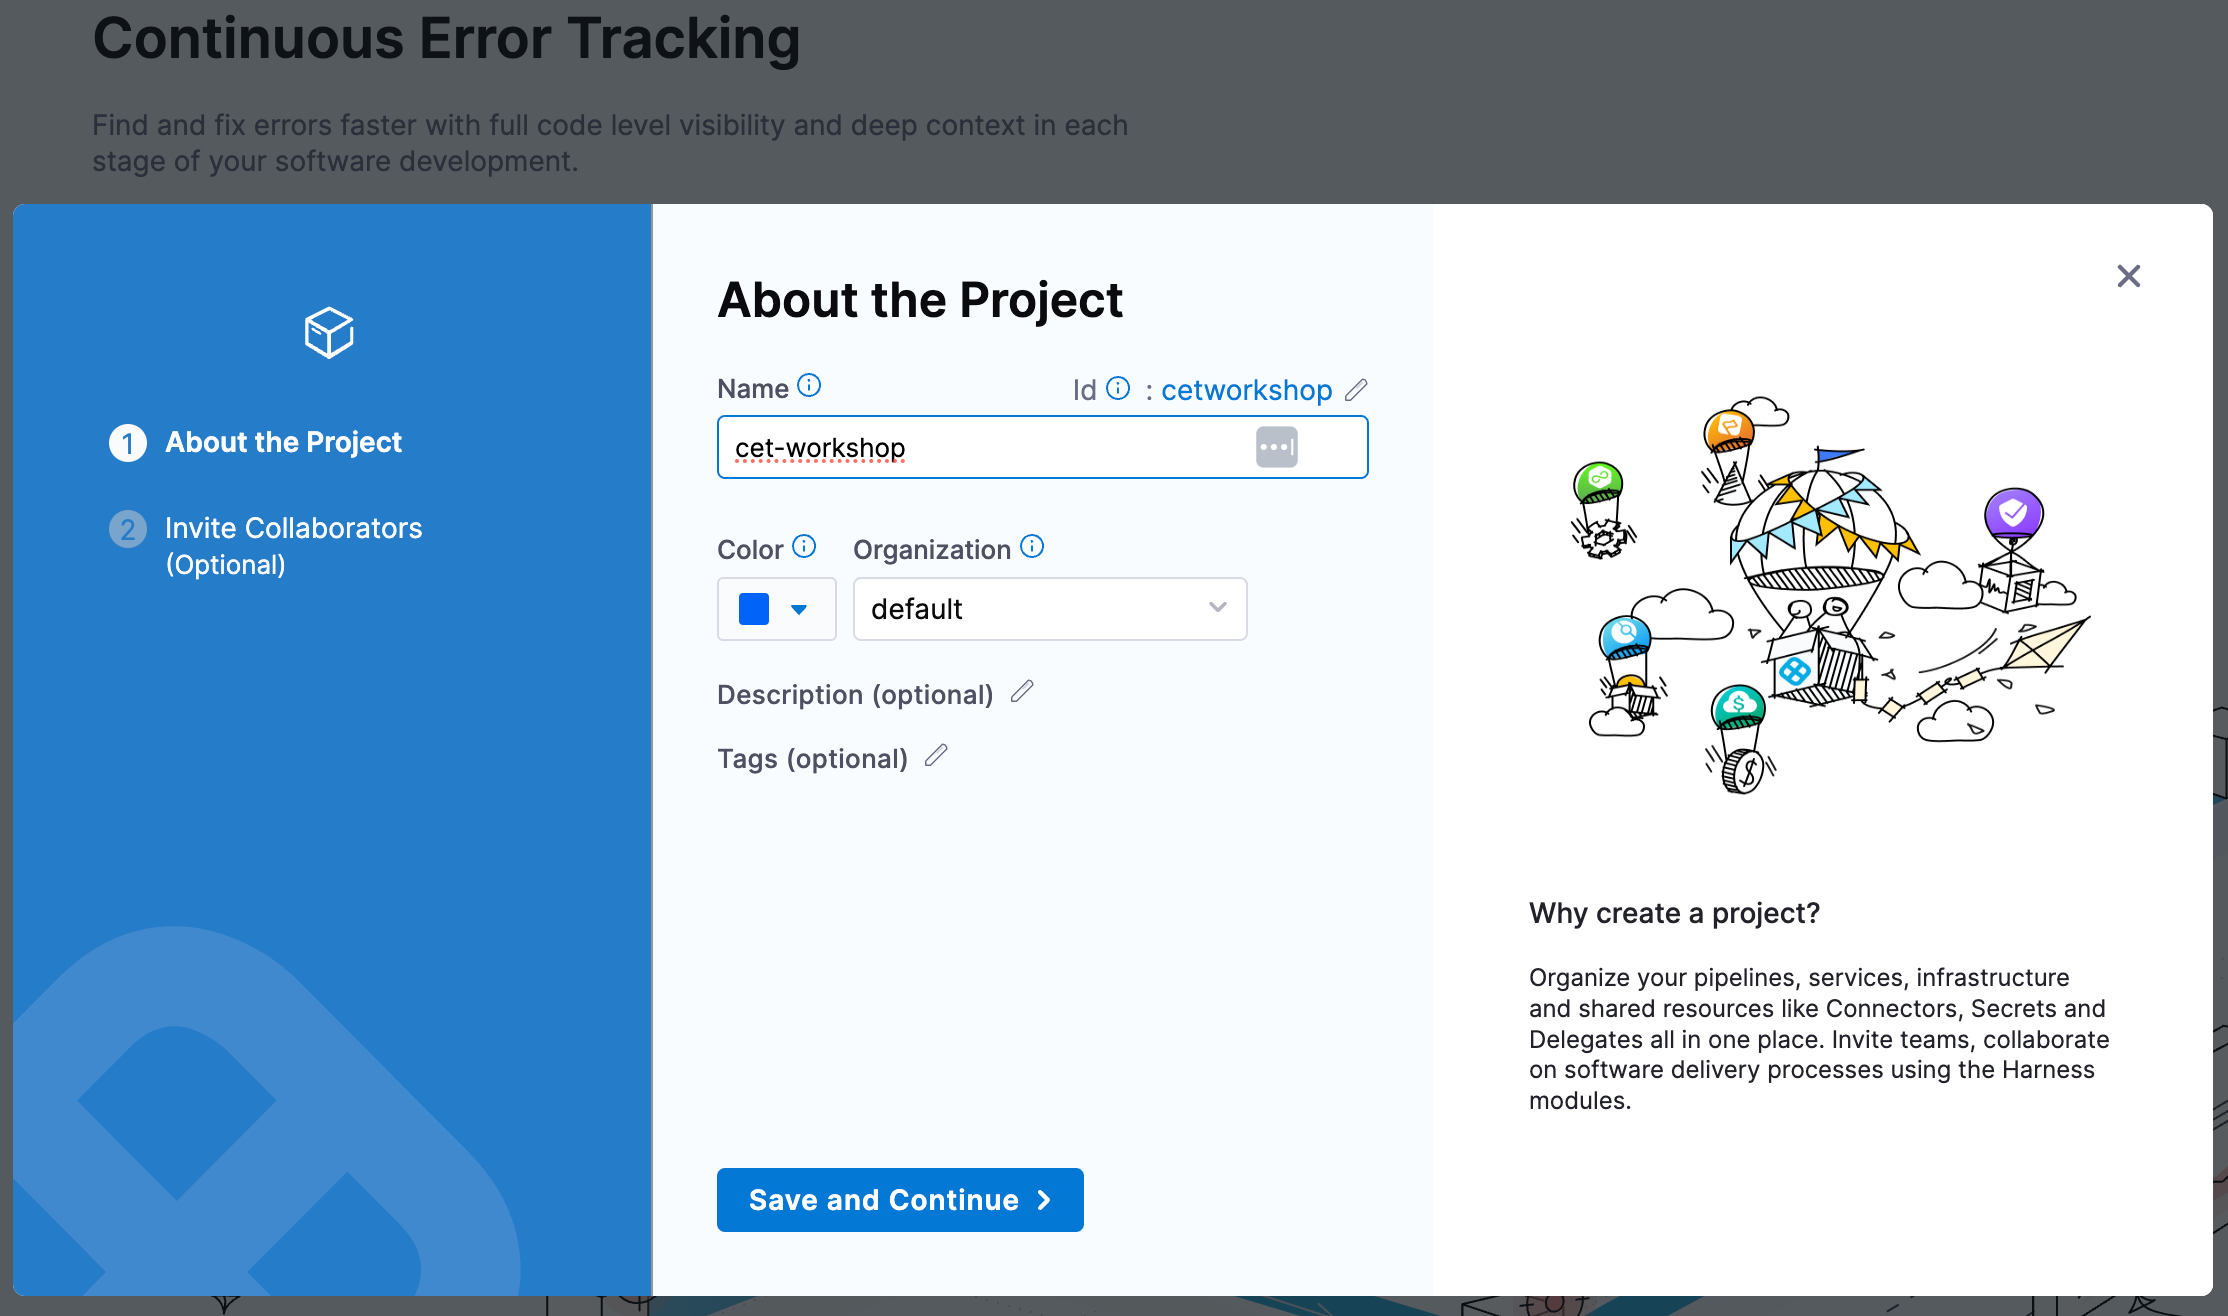 Continuous Error Tracking
Find and fix errors faster with full code level visibility and deep context in each
stage of your software development.
1 About the Project
2 Invite Collaborators
(Optional)
About the Project
Name
Id : cetworkshop
cet-workshop
Color
Organization
default
Description (optional)
Tags (optional)
Save and Continue
Why create a project?
Organize your pipelines, services, infrastructure
and shared resources like Connectors, Secrets and
Delegates all in one place. Invite teams, collaborate
on software delivery processes using the Harness
modules.